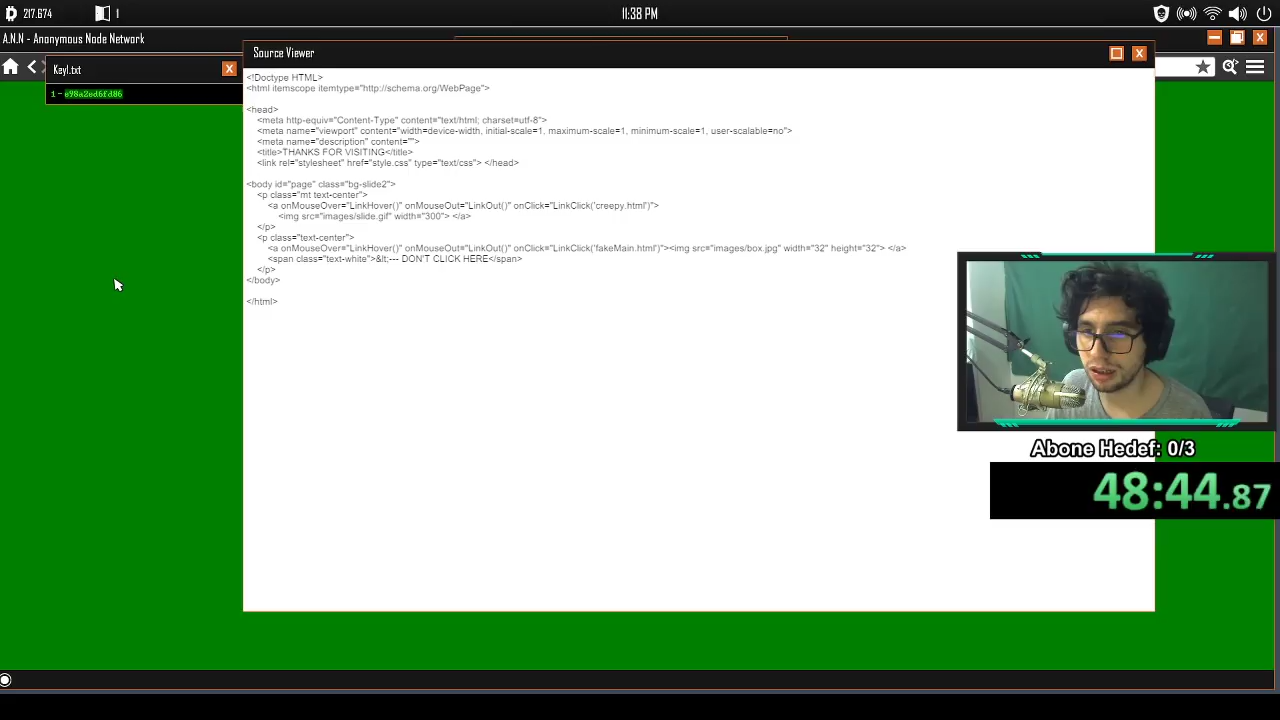 217.674
1
11:38 PM
A.N.N - Anonymous Node Network
Key1.txt
1 - e98a2ed6fd86
Source Viewer
<!Doctype HTML>
<html itemscope itemtype="http://schema.org/WebPage">
<head>
<meta http-equiv="Content-Type" content="text/html; charset=utf-8">
<meta name="viewport" content="width=device-width, initial-scale=1, maximum-scale=1, minimum-scale=1, user-scalable=no">
<meta name="description" content="">
<title>THANKS FOR VISITING</title>
<link rel="stylesheet" href="style.css" type="text/css"> </head>
<body id="page" class="bg-slide2">
<p class="mt text-center">
<a onMouseOver="LinkHover()" onMouseOut="LinkOut()" onClick="LinkClick('creepy.html')">
<img src="images/slide.gif" width="300"> </a>
</p>
<p class="text-center">
<a onMouseOver="LinkHover()" onMouseOut="LinkOut()" onClick="LinkClick('fakeMain.html')"><img src="images/box.jpg" width="32" height="32"> </a>
<span class="text-white">&lt;--- DON'T CLICK HERE</span>
</p>
</body>
</html>
Abone Hedef: 0/3
48:44.87